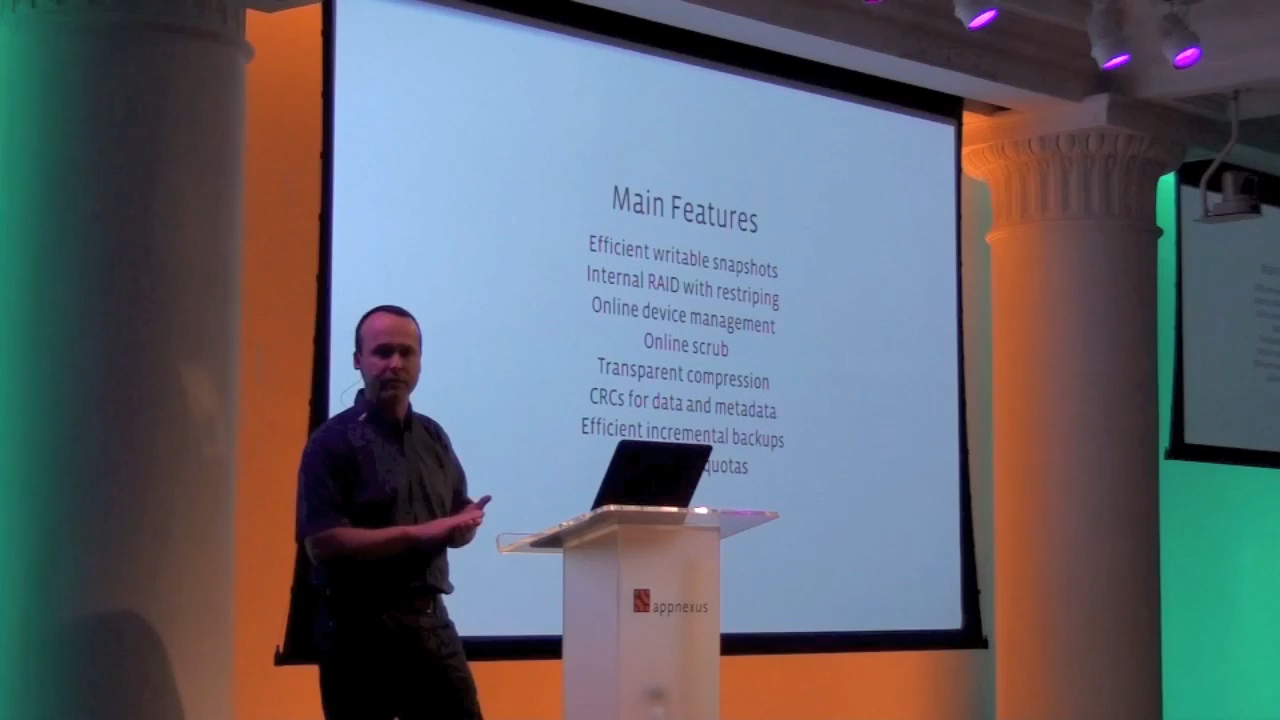 Main Features
Efficient writable snapshots
Internal RAID with restriping
Online device management
Online scrub
Transparent compression
CRCs for data and metadata
Efficient incremental backups
quotas
appnexus